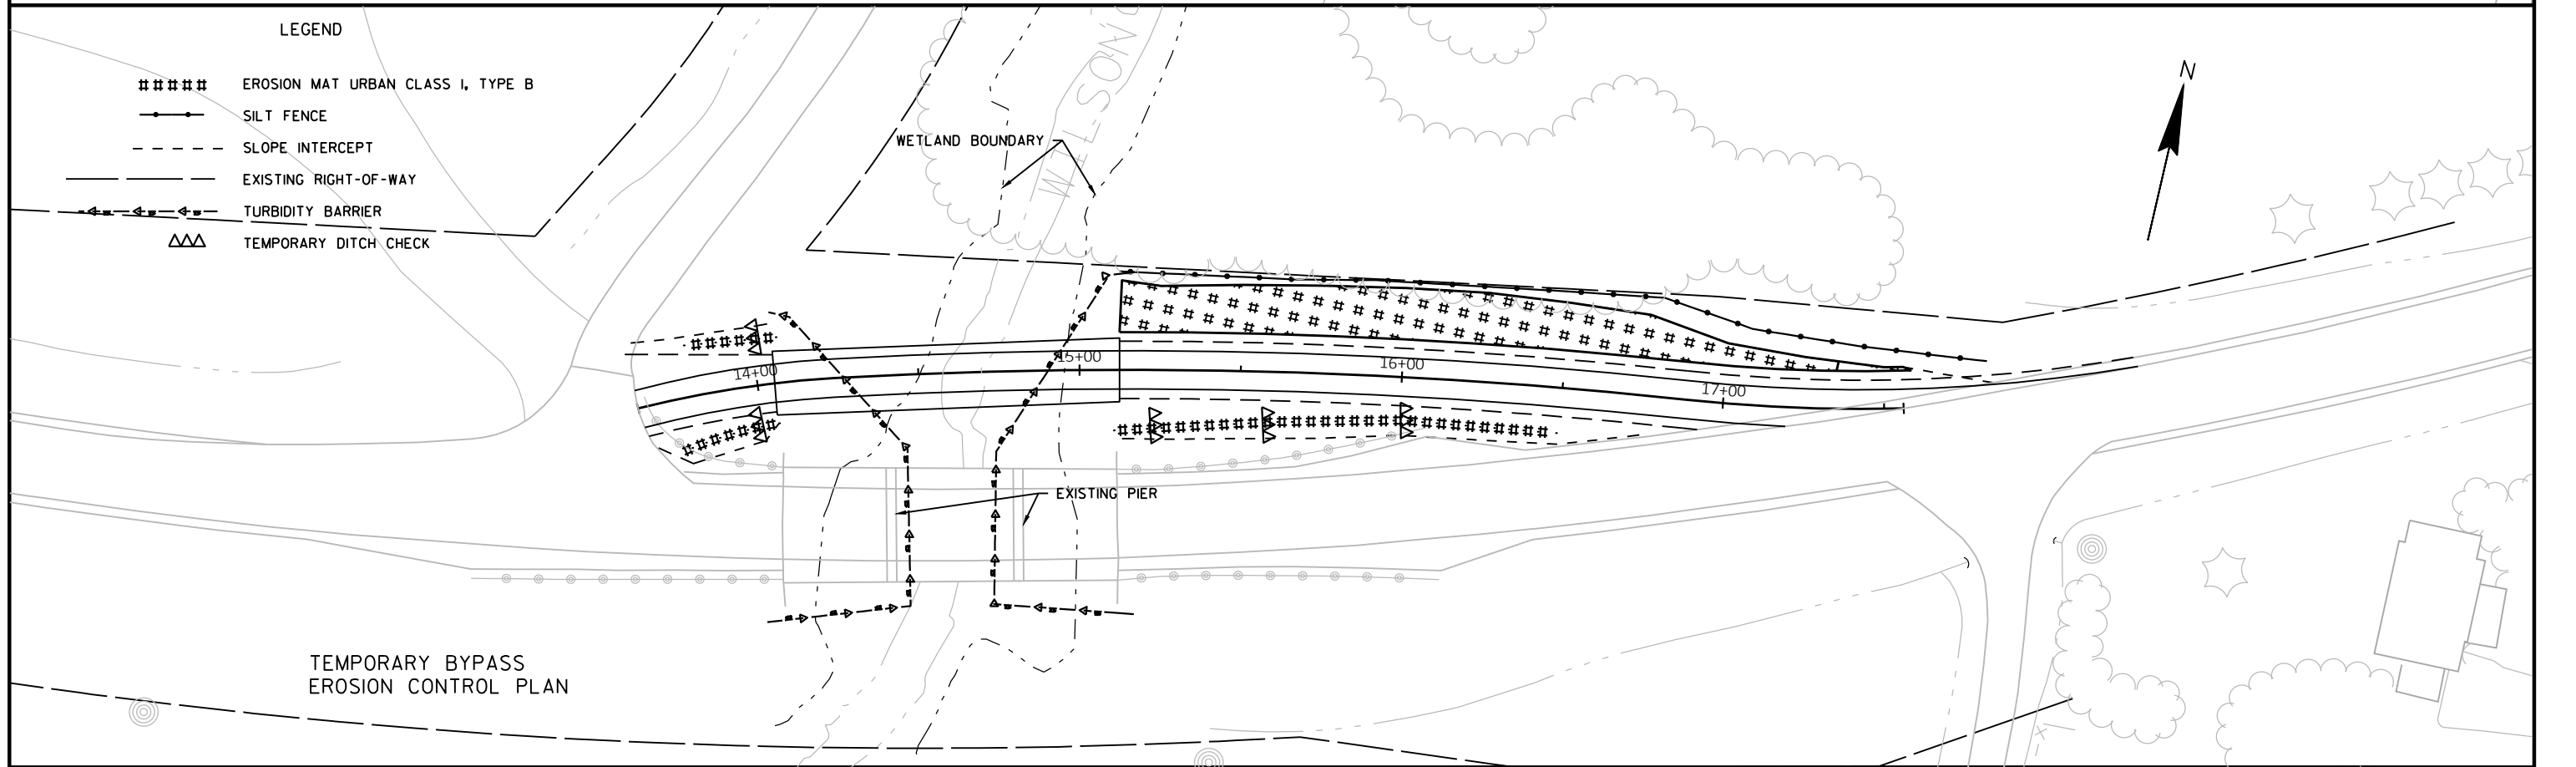 LEGEND
EROSION MAT URBAN CLASS I, TYPE B
SILT FENCE
SLOPE INTERCEPT
EXISTING RIGHT-OF-WAY
TURBIDITY BARRIER
TEMPORARY DITCH CHECK
WILSON
N
WETLAND BOUNDARY
14+00
15+00
16+00
17+00
EXISTING PIER
TEMPORARY BYPASS
EROSION CONTROL PLAN